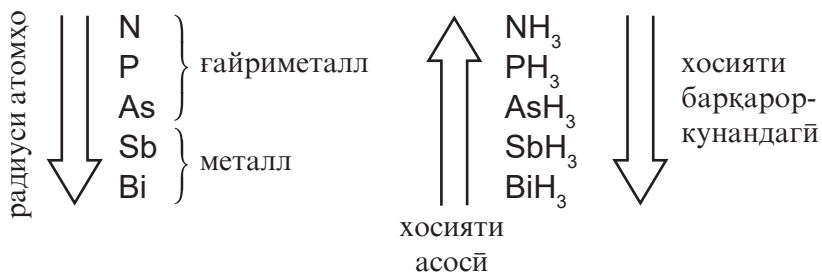 радиуси атомҳо
N
P
As
Sb
Bi
ғайриметалл
металл
NH₃
PH₃
AsH₃
SbH₃
BiH₃
хосияти
асосӣ
хосияти
барқарор-
кунандагӣ